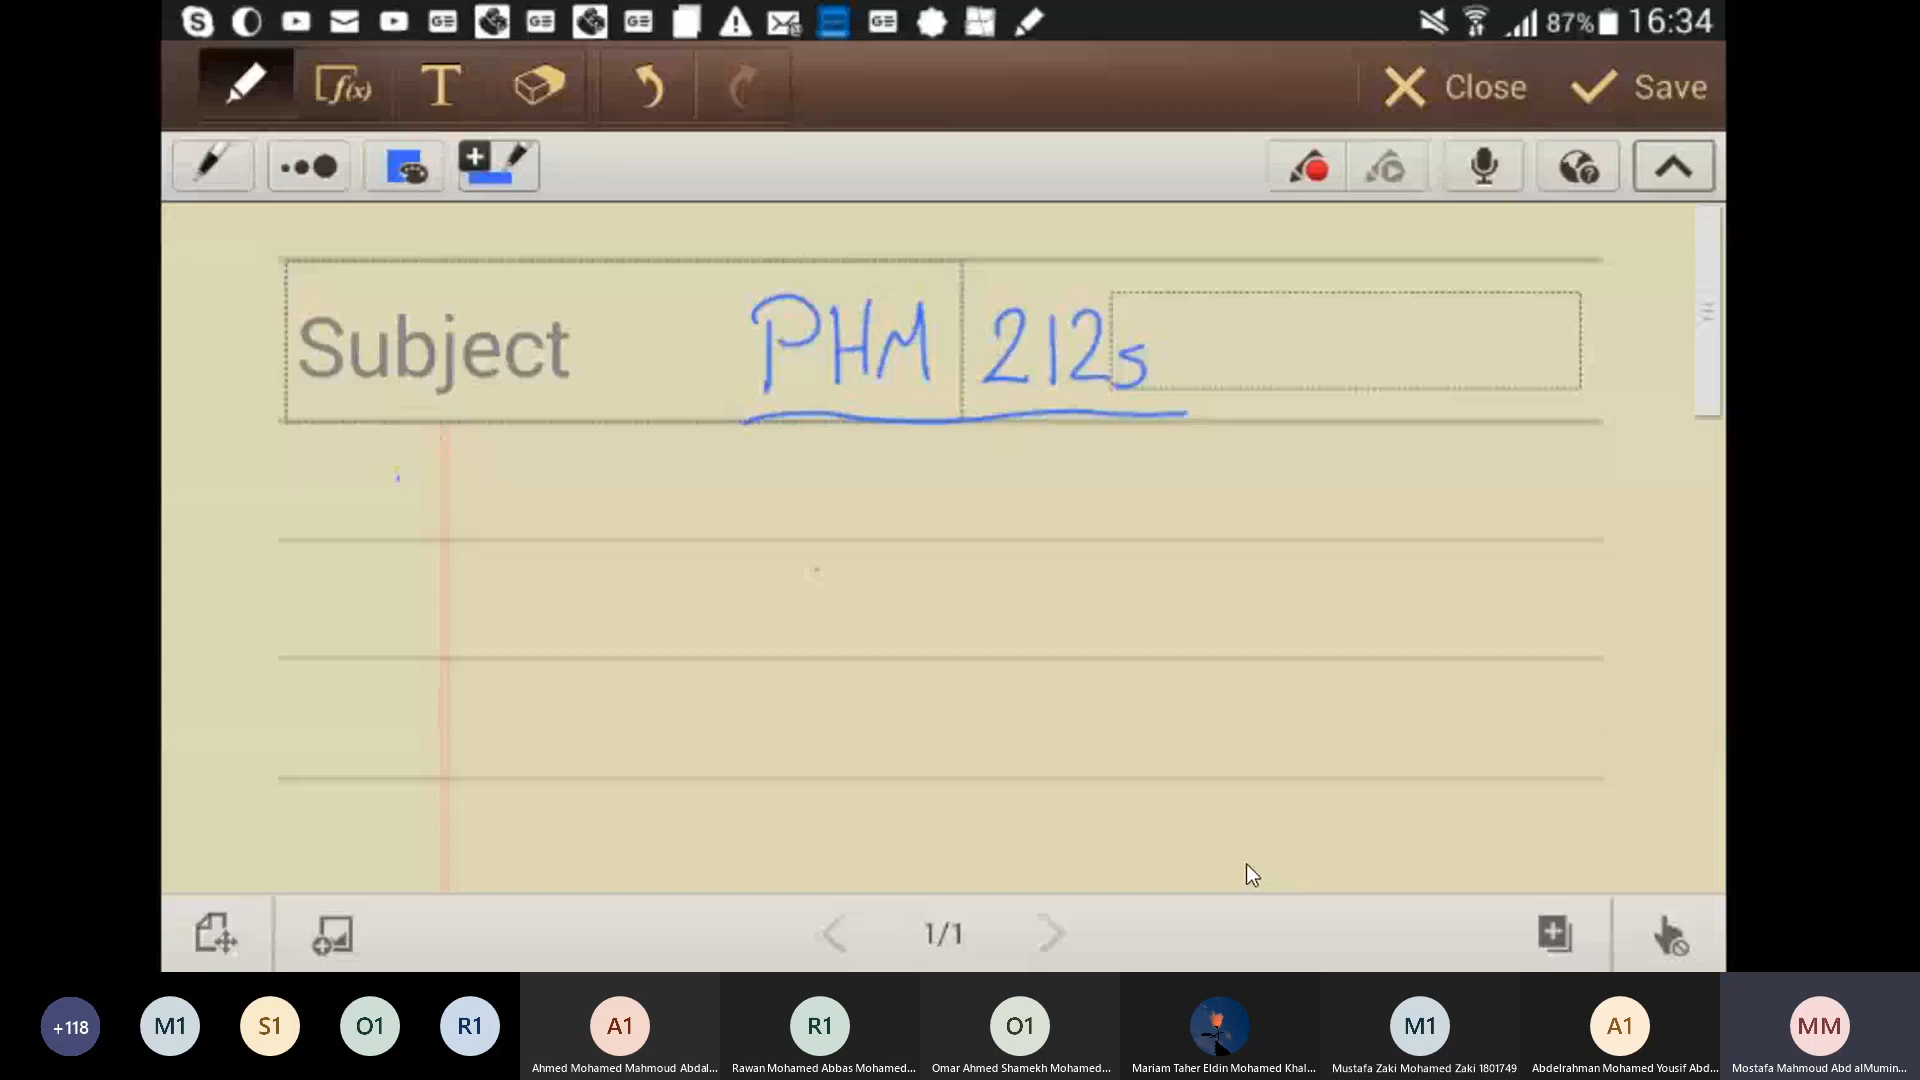 87% 16:34
f(x) T Close Save
Subject PHM 212s
1/1
+118 M1 S1 O1 R1 A1 R1 O1 M1 A1 MM
Ahmed Mohamed Mahmoud Abdal... Rawan Mohamed Abbas Mohamed... Omar Ahmed Shamekh Mohamed... Mariam Taher Eldin Mohamed Khal... Mustafa Zaki Mohamed Zaki 1801749 Abdelrahman Mohamed Yousif Abd... Mostafa Mahmoud Abd alMumin...